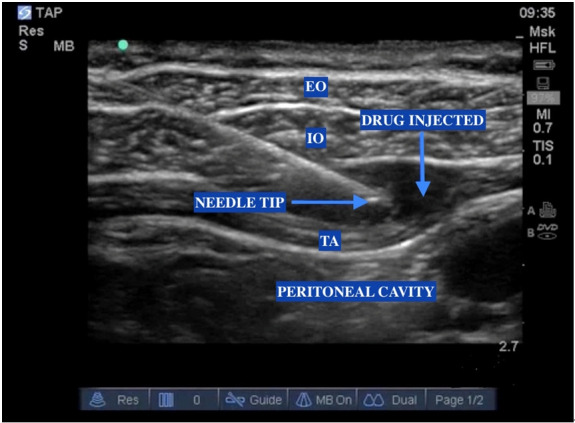 TAP
09:35
Res
S MB
Msk
HFL
MI
0.7
TIS
0.1
A
B DVD
EO
DRUG INJECTED
IO
NEEDLE TIP
TA
PERITONEAL CAVITY
2.7
Res 0 Guide MB On Dual Page 1/2